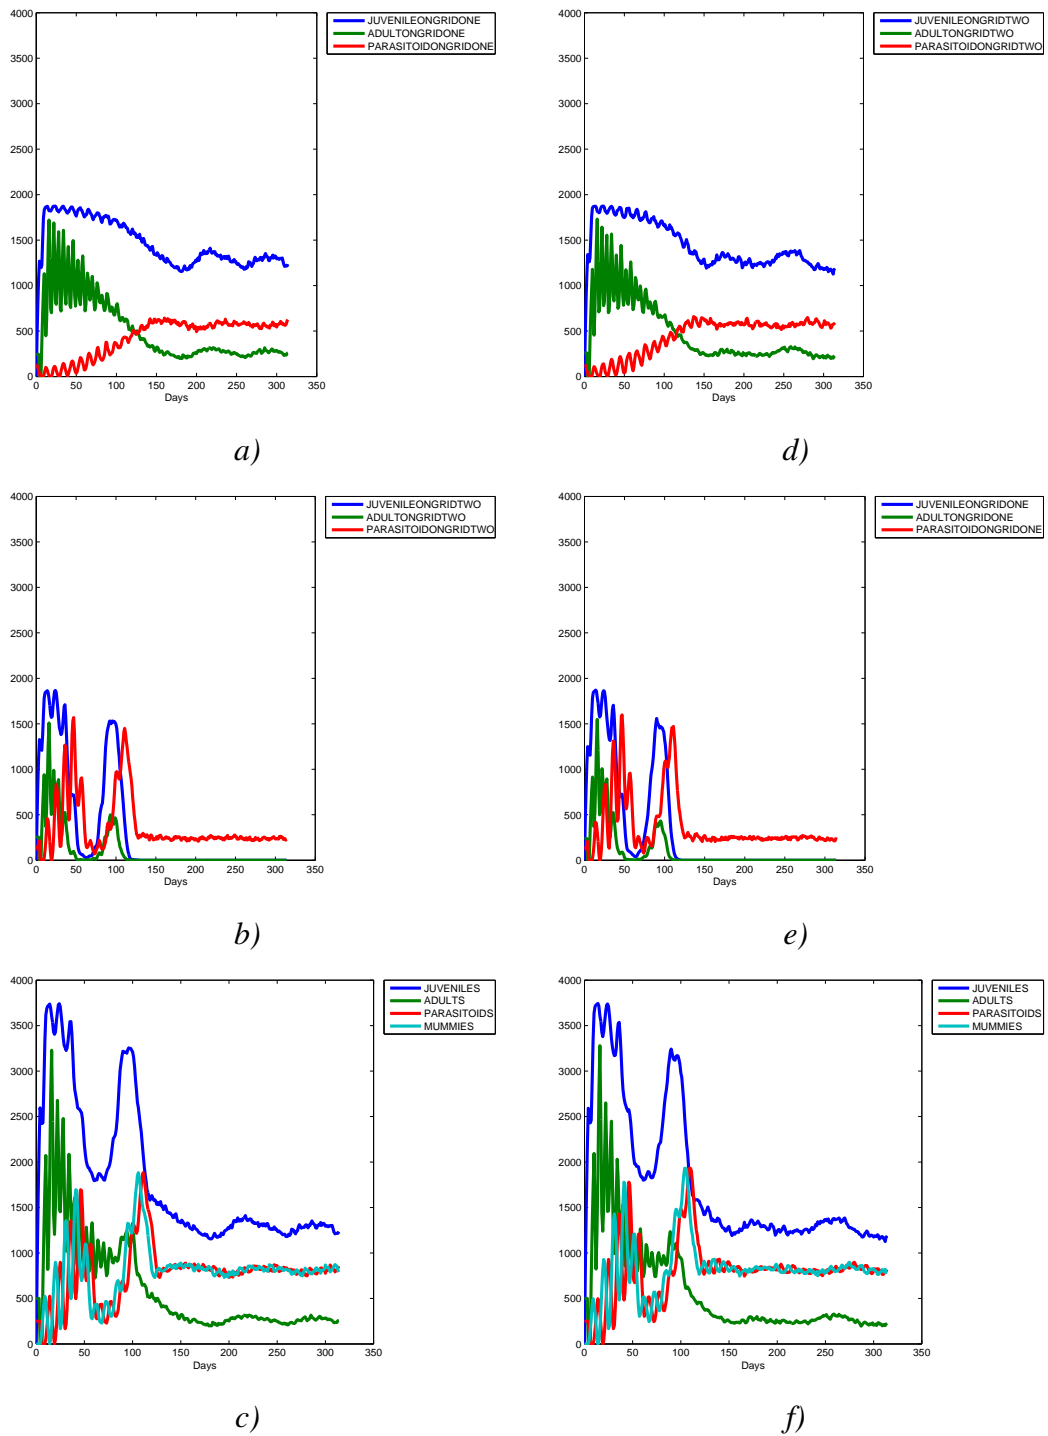 4000
3500
3000
2500
2000
1500
1000
500
0
0 50 100 150 200 250 300 350
Days
JUVENILEONGRIDONE
ADULTONGRIDONE
PARASITOIDONGRIDONE
a)
4000
3500
3000
2500
2000
1500
1000
500
0
0 50 100 150 200 250 300 350
Days
JUVENILEONGRIDTWO
ADULTONGRIDTWO
PARASITOIDONGRIDTWO
d)
4000
3500
3000
2500
2000
1500
1000
500
0
0 50 100 150 200 250 300 350
Days
JUVENILEONGRIDTWO
ADULTONGRIDTWO
PARASITOIDONGRIDTWO
b)
4000
3500
3000
2500
2000
1500
1000
500
0
0 50 100 150 200 250 300 350
Days
JUVENILEONGRIDONE
ADULTONGRIDONE
PARASITOIDONGRIDONE
e)
4000
3500
3000
2500
2000
1500
1000
500
0
0 50 100 150 200 250 300 350
Days
JUVENILES
ADULTS
PARASITOIDS
MUMMIES
c)
4000
3500
3000
2500
2000
1500
1000
500
0
0 50 100 150 200 250 300 350
Days
JUVENILES
ADULTS
PARASITOIDS
MUMMIES
f)